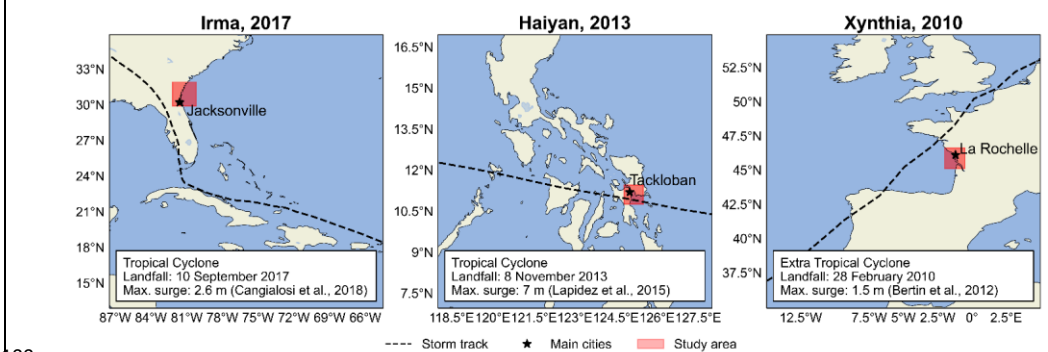 Irma, 2017
33°N
30°N
27°N
24°N
21°N
18°N
15°N
Jacksonville
Tropical Cyclone
Landfall: 10 September 2017
Max. surge: 2.6 m (Cangialosi et al., 2018)
87°W 84°W 81°W 78°W 75°W 72°W 69°W 66°W
Haiyan, 2013
16.5°N
15°N
13.5°N
12°N
10.5°N
9°N
7.5°N
Tackloban
Tropical Cyclone
Landfall: 8 November 2013
Max. surge: 7 m (Lapidez et al., 2015)
118.5°E 120°E 121.5°E 123°E 124.5°E 126°E 127.5°E
Xynthia, 2010
52.5°N
50°N
47.5°N
45°N
42.5°N
40°N
37.5°N
La Rochelle
Extra Tropical Cyclone
Landfall: 28 February 2010
Max. surge: 1.5 m (Bertin et al., 2012)
12.5°W 7.5°W 5°W 2.5°W 0° 2.5°E
Storm track Main cities Study area